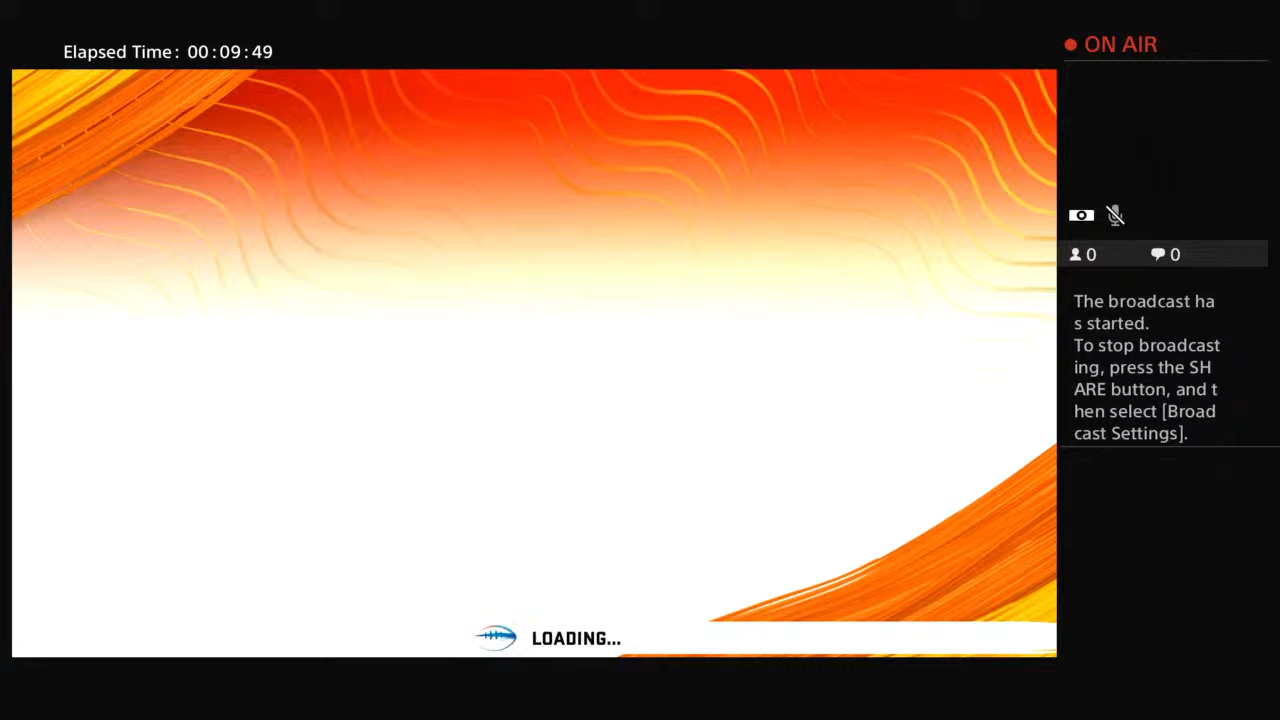 Elapsed Time: 00:09:49
ON AIR
0 0
The broadcast ha
s started.
To stop broadcast
ing, press the SH
ARE button, and t
hen select [Broad
cast Settings].
LOADING...